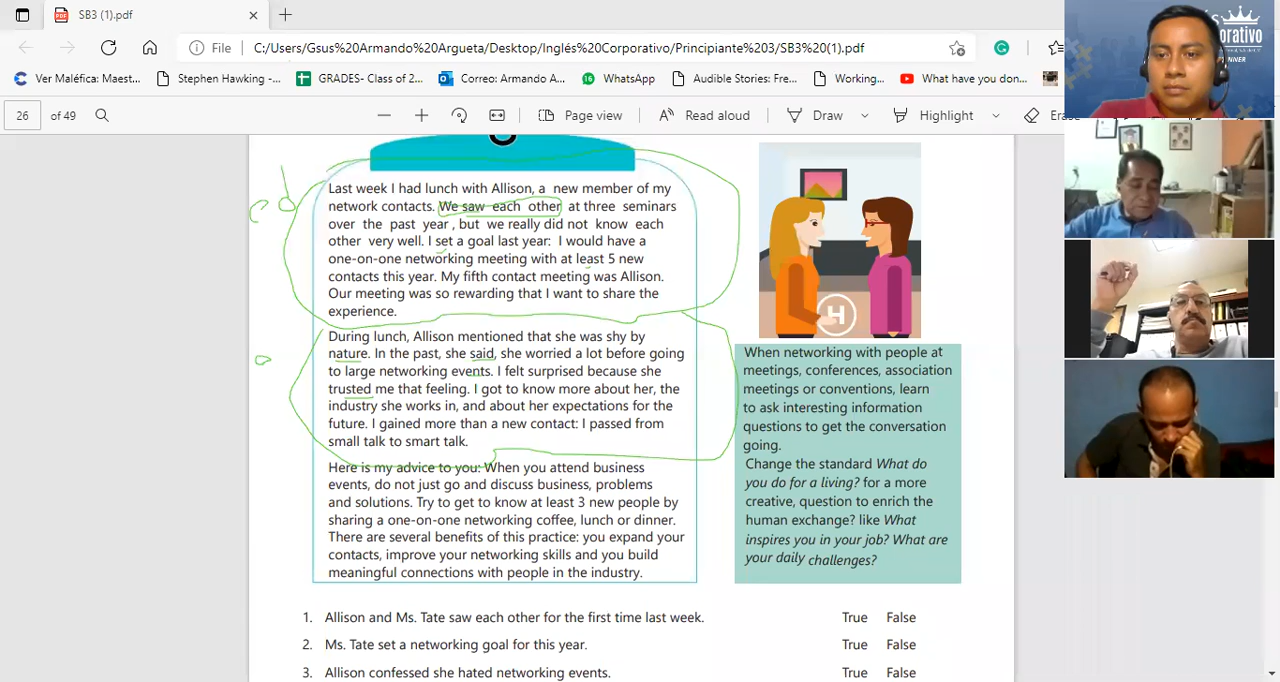 SB3 (1).pdf
File
C:/Users/Gsus%20Armando%20Argueta/Desktop/Inglés%20Corporativo/Principiante%203/SB3%20(1).pdf
Ver Maléfica: Maest...
Stephen Hawking -...
GRADES- Class of 2...
Correo: Armando A...
16
WhatsApp
Audible Stories: Fre...
Working...
What have you don...
26 of 49
Page view
Read aloud
Draw
Highlight
Last week I had lunch with Allison, a new member of my
network contacts. We saw each other at three seminars
over the past year , but we really did not know each
other very well. I set a goal last year: I would have a
one-on-one networking meeting with at least 5 new
contacts this year. My fifth contact meeting was Allison.
Our meeting was so rewarding that I want to share the
experience.
During lunch, Allison mentioned that she was shy by
nature. In the past, she said, she worried a lot before going
to large networking events. I felt surprised because she
trusted me that feeling. I got to know more about her, the
industry she works in, and about her expectations for the
future. I gained more than a new contact: I passed from
small talk to smart talk.
Here is my advice to you: When you attend business
events, do not just go and discuss business, problems
and solutions. Try to get to know at least 3 new people by
sharing a one-on-one networking coffee, lunch or dinner.
There are several benefits of this practice: you expand your
contacts, improve your networking skills and you build
meaningful connections with people in the industry.
H
When networking with people at
meetings, conferences, association
meetings or conventions, learn
to ask interesting information
questions to get the conversation
going.
Change the standard What do
you do for a living? for a more
creative, question to enrich the
human exchange? like What
inspires you in your job? What are
your daily challenges?
1. Allison and Ms. Tate saw each other for the first time last week. True False
2. Ms. Tate set a networking goal for this year. True False
3. Allison confessed she hated networking events. True False